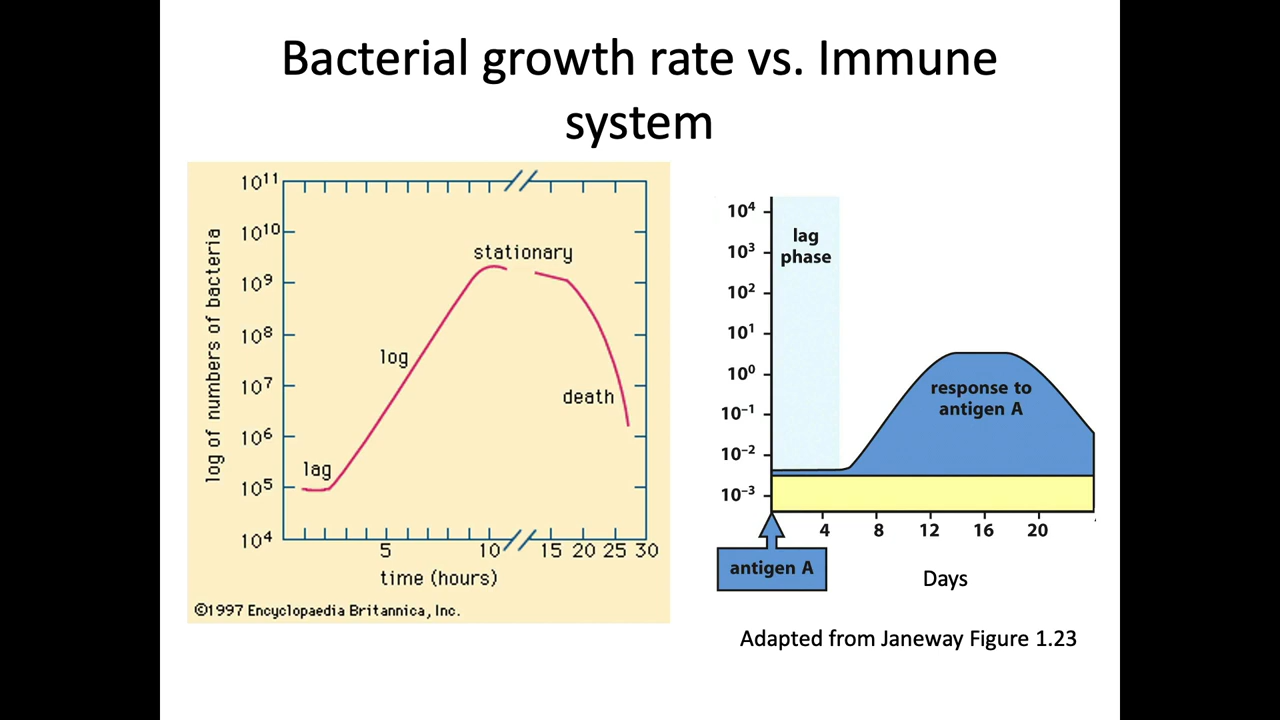 Bacterial growth rate vs. Immune
system
log of numbers of bacteria
10¹¹
10¹⁰
10⁹
10⁸
10⁷
10⁶
10⁵
10⁴
stationary
log
death
lag
5 10 15 20 25 30
time (hours)
©1997 Encyclopaedia Britannica, Inc.
10⁴
10³
10²
10¹
10⁰
10⁻¹
10⁻²
10⁻³
lag
phase
response to
antigen A
4 8 12 16 20
antigen A
Days
Adapted from Janeway Figure 1.23